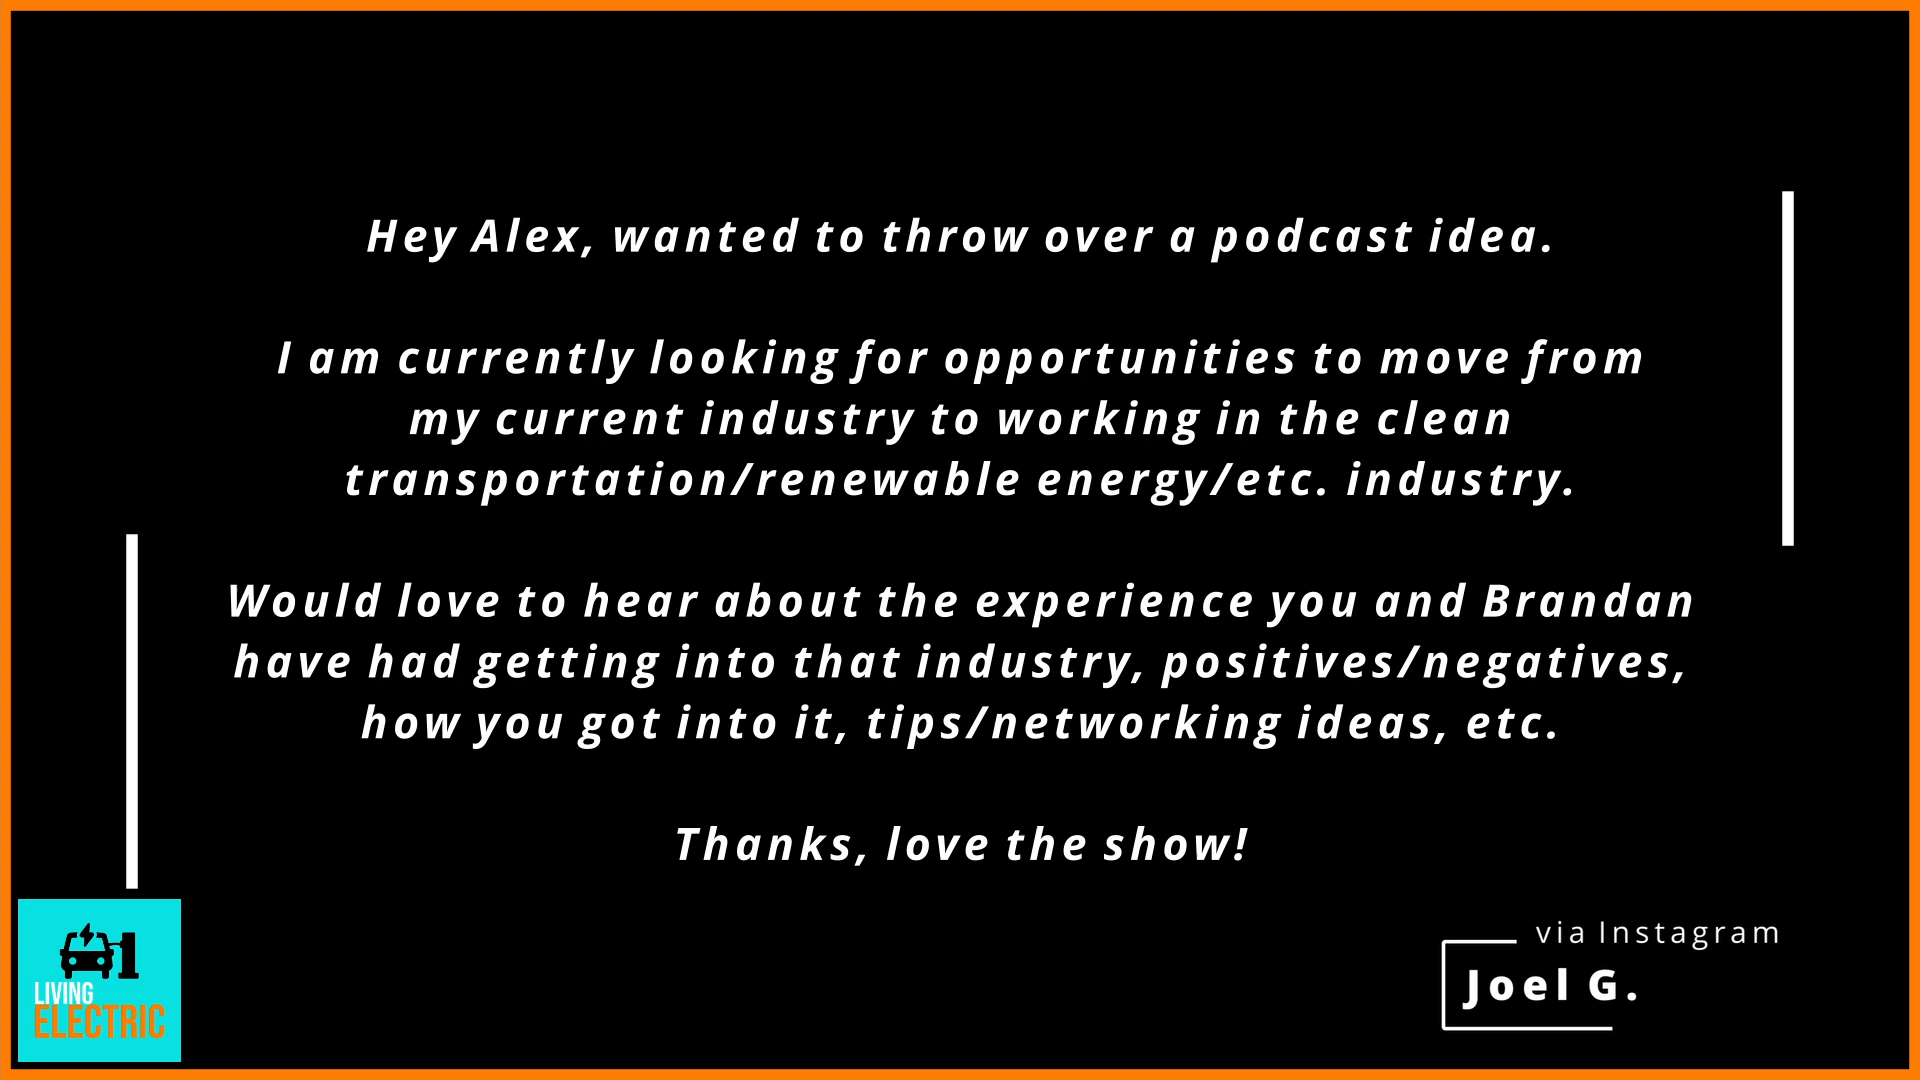 Hey Alex, wanted to throw over a podcast idea.
I am currently looking for opportunities to move from
my current industry to working in the clean
transportation/renewable energy/etc. industry.
Would love to hear about the experience you and Brandan
have had getting into that industry, positives/negatives,
how you got into it, tips/networking ideas, etc.
Thanks, love the show!
via Instagram
Joel G.
LIVING
ELECTRIC